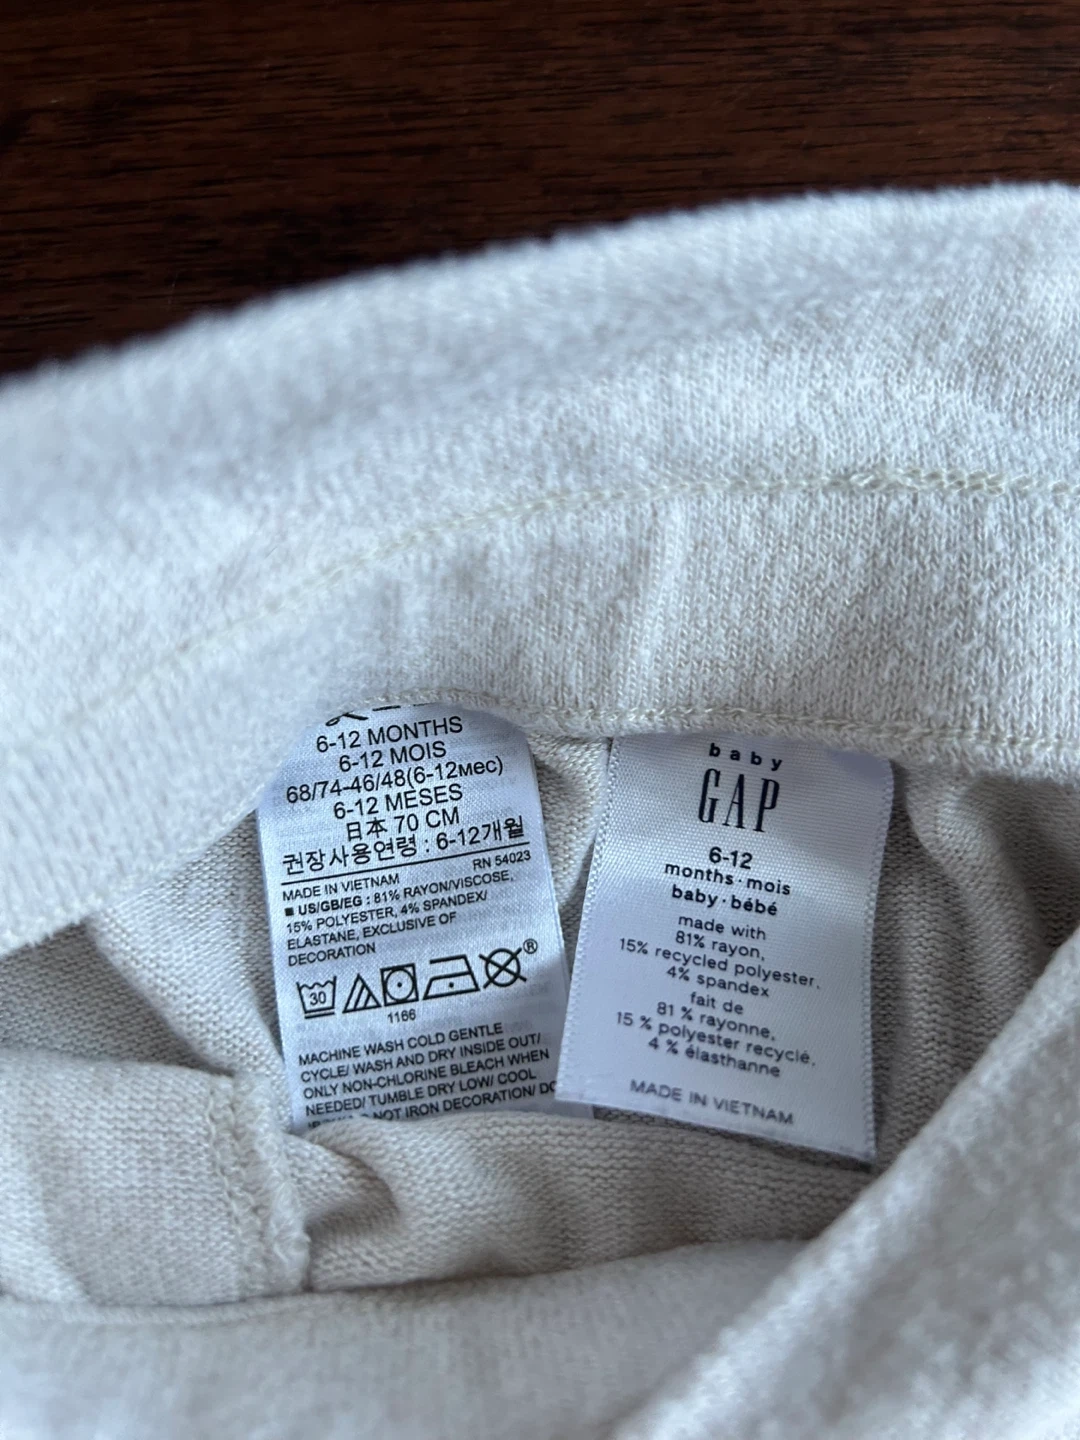 6-12 MONTHS
6-12 MOIS
68/74-46/48(6-12мес)
6-12 MESES
日本 70 CM
권장사용연령 : 6-12개월
RN 54023
MADE IN VIETNAM
■ US/GB/EG : 81% RAYON/VISCOSE,
15% POLYESTER, 4% SPANDEX/
ELASTANE, EXCLUSIVE OF
DECORATION
30
®
1166
MACHINE WASH COLD GENTLE
CYCLE/ WASH AND DRY INSIDE OUT/
ONLY NON-CHLORINE BLEACH WHEN
NEEDED/ TUMBLE DRY LOW/ COOL
NOT IRON DECORATION/ DO
baby
GAP
6-12
months·mois
baby·bébé
made with
81% rayon,
15% recycled polyester.
4% spandex
fait de
81 % rayonne,
15 % polyester recyclé,
4 % élasthanne
MADE IN VIETNAM